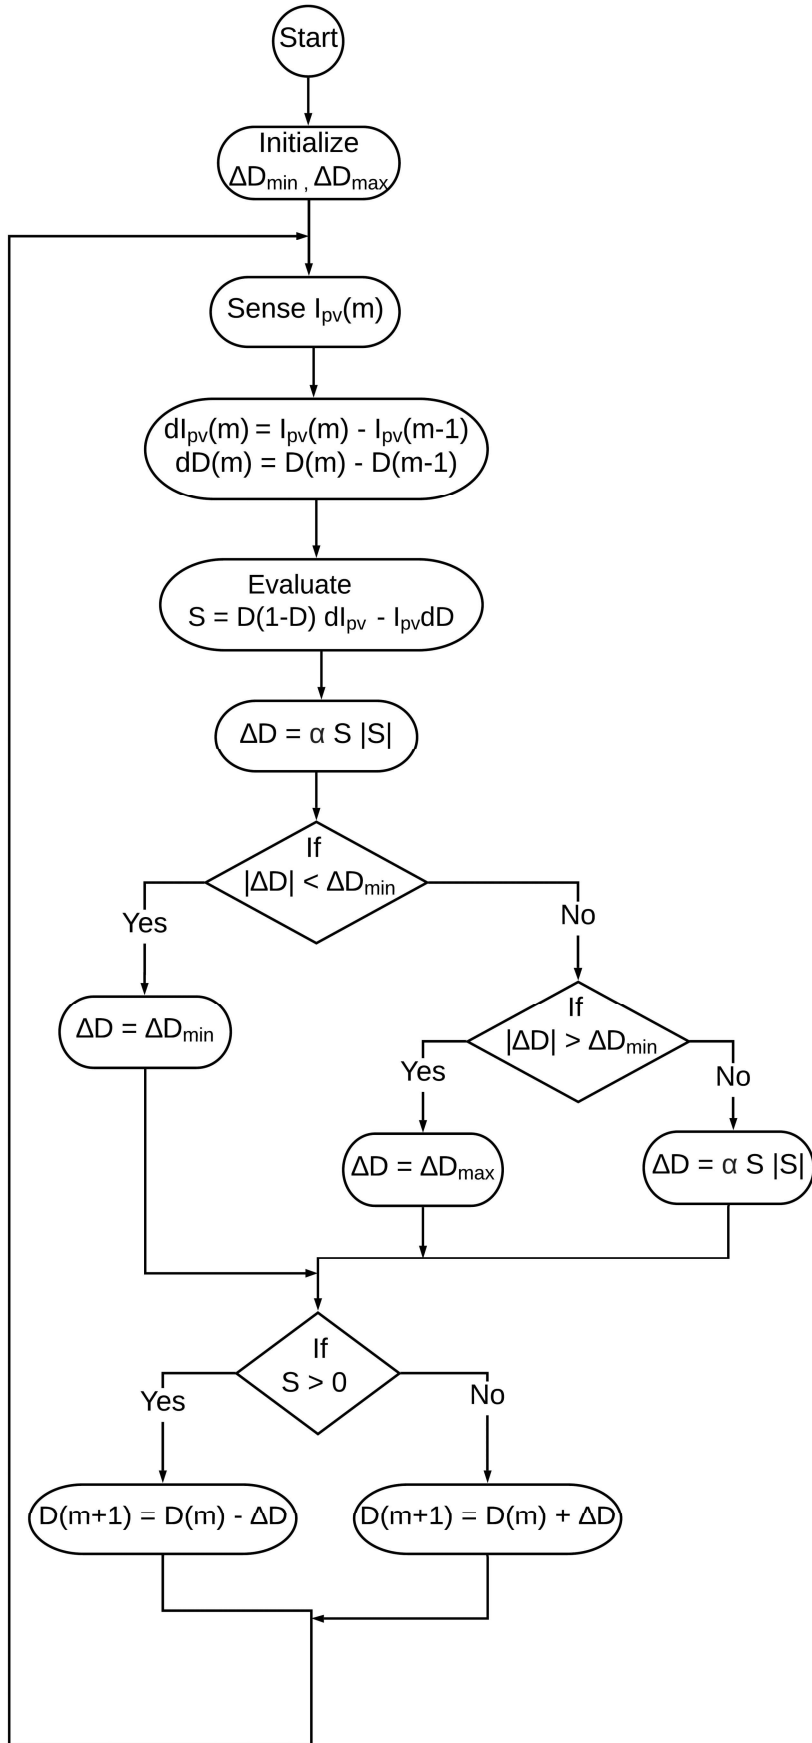 Start
Initialize
ΔDmin , ΔDmax
Sense Ipv(m)
dIpv(m) = Ipv(m) - Ipv(m-1)
dD(m) = D(m) - D(m-1)
Evaluate
S = D(1-D) dIpv - IpvdD
ΔD = α S |S|
If
|ΔD| < ΔDmin
Yes
No
ΔD = ΔDmin
If
|ΔD| > ΔDmin
Yes
No
ΔD = ΔDmax
ΔD = α S |S|
If
S > 0
Yes
No
D(m+1) = D(m) - ΔD
D(m+1) = D(m) + ΔD